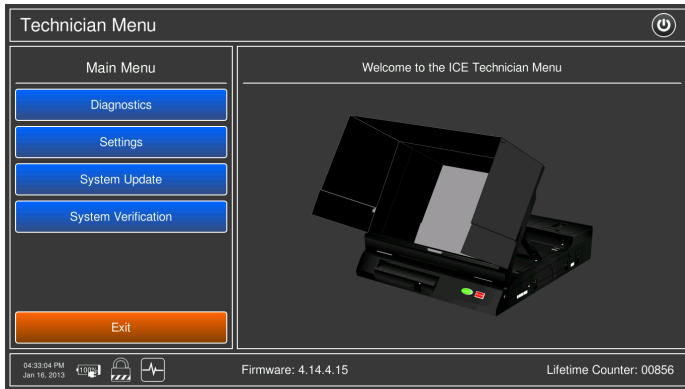 Technician Menu
Main Menu
Diagnostics
Settings
System Update
System Verification
Exit
Welcome to the ICE Technician Menu
04:33:04 PM
Jan 16, 2013
100%
Firmware: 4.14.4.15
Lifetime Counter: 00856